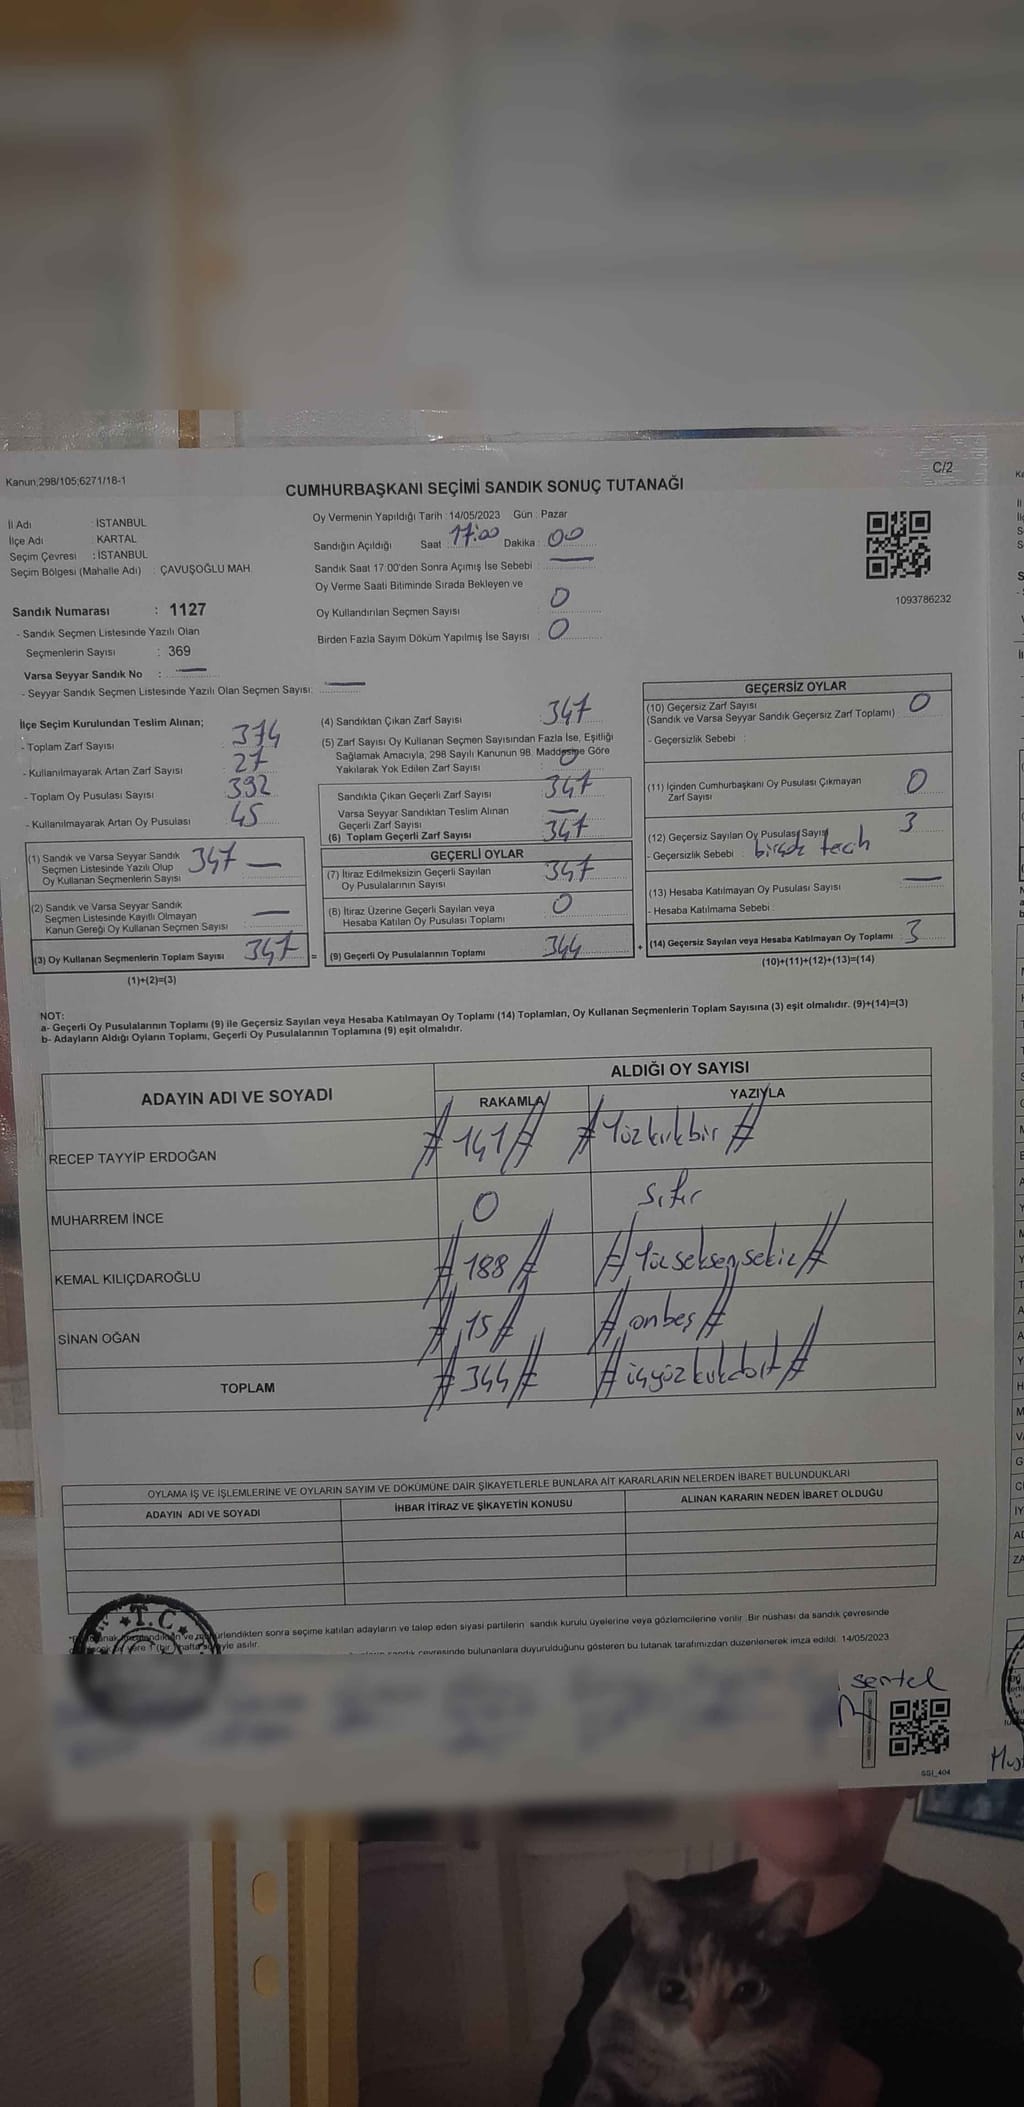 Kanun;298/105;6271/18-1
C/2
CUMHURBAŞKANI SEÇİMİ SANDIK SONUÇ TUTANAĞI
İl Adı : İSTANBUL
İlçe Adı : KARTAL
Seçim Çevresi : İSTANBUL
Seçim Bölgesi (Mahalle Adı) : ÇAVUŞOĞLU MAH.
Oy Vermenin Yapıldığı Tarih : 14/05/2023 Gün : Pazar
Sandığın Açıldığı Saat : 17:00 Dakika : 00
Sandık Saat 17:00'den Sonra Açılmış İse Sebebi : —
Oy Verme Saati Bitiminde Sırada Bekleyen ve
Oy Kullandırılan Seçmen Sayısı : 0
Birden Fazla Sayım Döküm Yapılmış İse Sayısı : 0
1093786232
Sandık Numarası : 1127
- Sandık Seçmen Listesinde Yazılı Olan
Seçmenlerin Sayısı : 369
Varsa Seyyar Sandık No : —
- Seyyar Sandık Seçmen Listesinde Yazılı Olan Seçmen Sayısı: —
İlçe Seçim Kurulundan Teslim Alınan;
- Toplam Zarf Sayısı 374
- Kullanılmayarak Artan Zarf Sayısı 27
- Toplam Oy Pusulası Sayısı 392
- Kullanılmayarak Artan Oy Pusulası 45
(1) Sandık ve Varsa Seyyar Sandık
Seçmen Listesinde Yazılı Olup
Oy Kullanan Seçmenlerin Sayısı 347 —
(2) Sandık ve Varsa Seyyar Sandık
Seçmen Listesinde Kayıtlı Olmayan
Kanun Gereği Oy Kullanan Seçmen Sayısı —
(3) Oy Kullanan Seçmenlerin Toplam Sayısı 347
(1)+(2)=(3)
(4) Sandıktan Çıkan Zarf Sayısı 347
(5) Zarf Sayısı Oy Kullanan Seçmen Sayısından Fazla İse, Eşitliği
Sağlamak Amacıyla, 298 Sayılı Kanunun 98. Maddesine Göre
Yakılarak Yok Edilen Zarf Sayısı 0
Sandıkta Çıkan Geçerli Zarf Sayısı 347
Varsa Seyyar Sandıktan Teslim Alınan
Geçerli Zarf Sayısı —
(6) Toplam Geçerli Zarf Sayısı 347
GEÇERLİ OYLAR
(7) İtiraz Edilmeksizin Geçerli Sayılan
Oy Pusulalarının Sayısı 347
(8) İtiraz Üzerine Geçerli Sayılan veya
Hesaba Katılan Oy Pusulası Toplamı 0
= (9) Geçerli Oy Pusulalarının Toplamı 344
GEÇERSİZ OYLAR
(10) Geçersiz Zarf Sayısı 0
(Sandık ve Varsa Seyyar Sandık Geçersiz Zarf Toplamı)
- Geçersizlik Sebebi :
(11) İçinden Cumhurbaşkanı Oy Pusulası Çıkmayan
Zarf Sayısı 0
(12) Geçersiz Sayılan Oy Pusulası Sayısı 3
- Geçersizlik Sebebi :
(13) Hesaba Katılmayan Oy Pusulası Sayısı —
- Hesaba Katılmama Sebebi :
+ (14) Geçersiz Sayılan veya Hesaba Katılmayan Oy Toplamı 3
(10)+(11)+(12)+(13)=(14)
NOT:
a- Geçerli Oy Pusulalarının Toplamı (9) ile Geçersiz Sayılan veya Hesaba Katılmayan Oy Toplamı (14) Toplamları, Oy Kullanan Seçmenlerin Toplam Sayısına (3) eşit olmalıdır. (9)+(14)=(3)
b- Adayların Aldığı Oyların Toplamı, Geçerli Oy Pusulalarının Toplamına (9) eşit olmalıdır.
ADAYIN ADI VE SOYADI ALDIĞI OY SAYISI
RAKAMLA YAZIYLA
RECEP TAYYİP ERDOĞAN #141# #Yüzkırkbir#
MUHARREM İNCE 0 Sıfır
KEMAL KILIÇDAROĞLU #188# #Yüzseksensekiz#
SİNAN OĞAN #15# #onbeş#
TOPLAM #344# #üçyüzkırkdört#
OYLAMA İŞ VE İŞLEMLERİNE VE OYLARIN SAYIM VE DÖKÜMÜNE DAİR ŞİKAYETLERLE BUNLARA AİT KARARLARIN NELERDEN İBARET BULUNDUKLARI
ADAYIN ADI VE SOYADI İHBAR İTİRAZ VE ŞİKAYETİN KONUSU ALINAN KARARIN NEDEN İBARET OLDUĞU
T.C
sonra seçime katılan adayların ve talep eden siyasi partilerin sandık kurulu üyelerine veya gözlemcilerine verilir. Bir nüshası da sandık çevresinde
asılır.
sandık çevresinde bulunanlara duyurulduğunu gösteren bu tutanak tarafımızdan düzenlenerek imza edildi. 14/05/2023
sentel
SSI_404